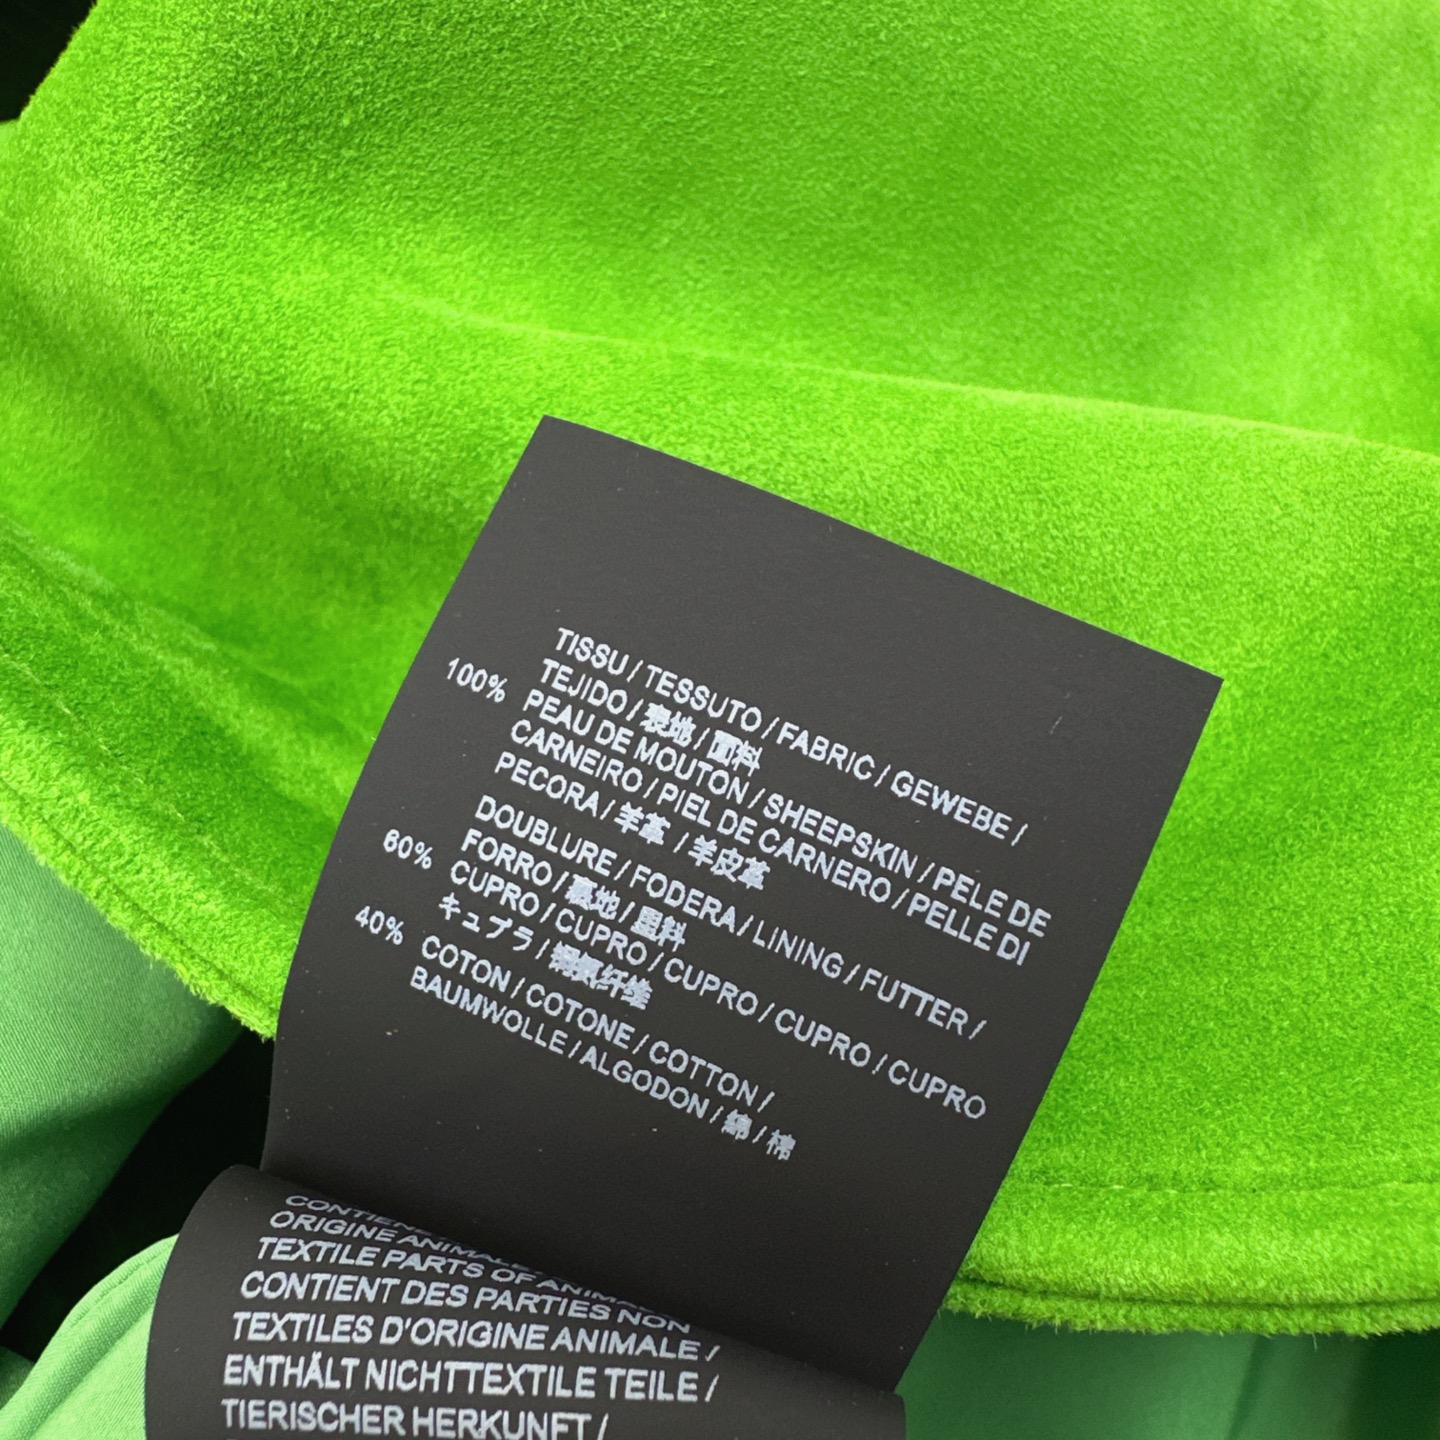 TISSU / TESSUTO / FABRIC / GEWEBE /
TEJIDO / 表地 / 面料
100% PEAU DE MOUTON / SHEEPSKIN / PELE DE
CARNEIRO / PIEL DE CARNERO / PELLE DI
PECORA / 羊革 / 羊皮革
DOUBLURE / FODERA / LINING / FUTTER /
FORRO / 裏地 / 里料
60% CUPRO / CUPRO / CUPRO / CUPRO / CUPRO
キュプラ / 铜氨纤维
40% COTON / COTONE / COTTON /
BAUMWOLLE / ALGODON / 綿 / 棉
ORIGINE ANIMALE
TEXTILE PARTS OF
CONTIENT DES PARTIES NON
TEXTILES D'ORIGINE ANIMALE /
ENTHÄLT NICHTTEXTILE TEILE /
TIERISCHER HERKUNFT /